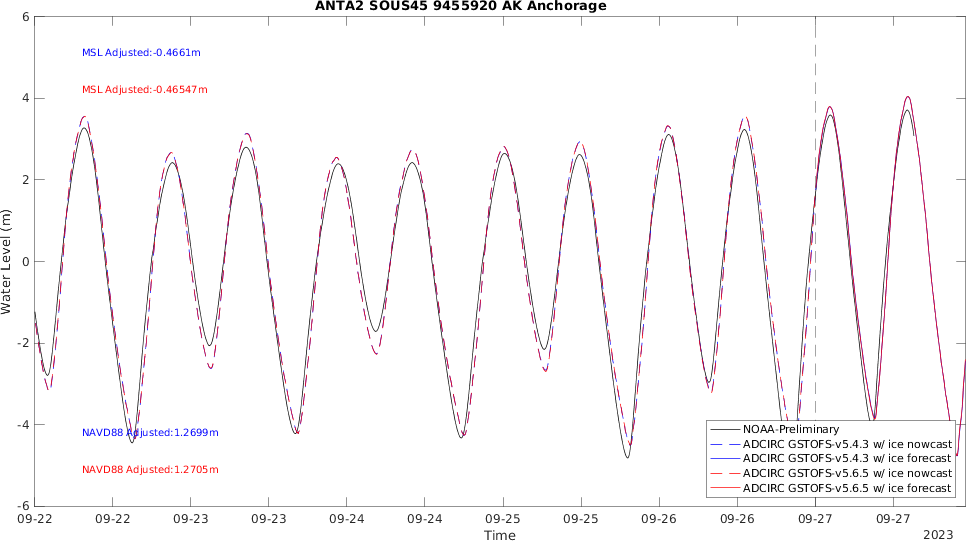 ANTA2 SOUS45 9455920 AK Anchorage
6
MSL Adjusted:-0.4661m
MSL Adjusted:-0.46547m
4
2
0
-2
-4
-6
Water Level (m)
NAVD88 Adjusted:1.2699m
NAVD88 Adjusted:1.2705m
NOAA-Preliminary
ADCIRC GSTOFS-v5.4.3 w/ ice nowcast
ADCIRC GSTOFS-v5.4.3 w/ ice forecast
ADCIRC GSTOFS-v5.6.5 w/ ice nowcast
ADCIRC GSTOFS-v5.6.5 w/ ice forecast
09-22 09-22 09-23 09-23 09-24 09-24 09-25 09-25 09-26 09-26 09-27 09-27
Time
2023